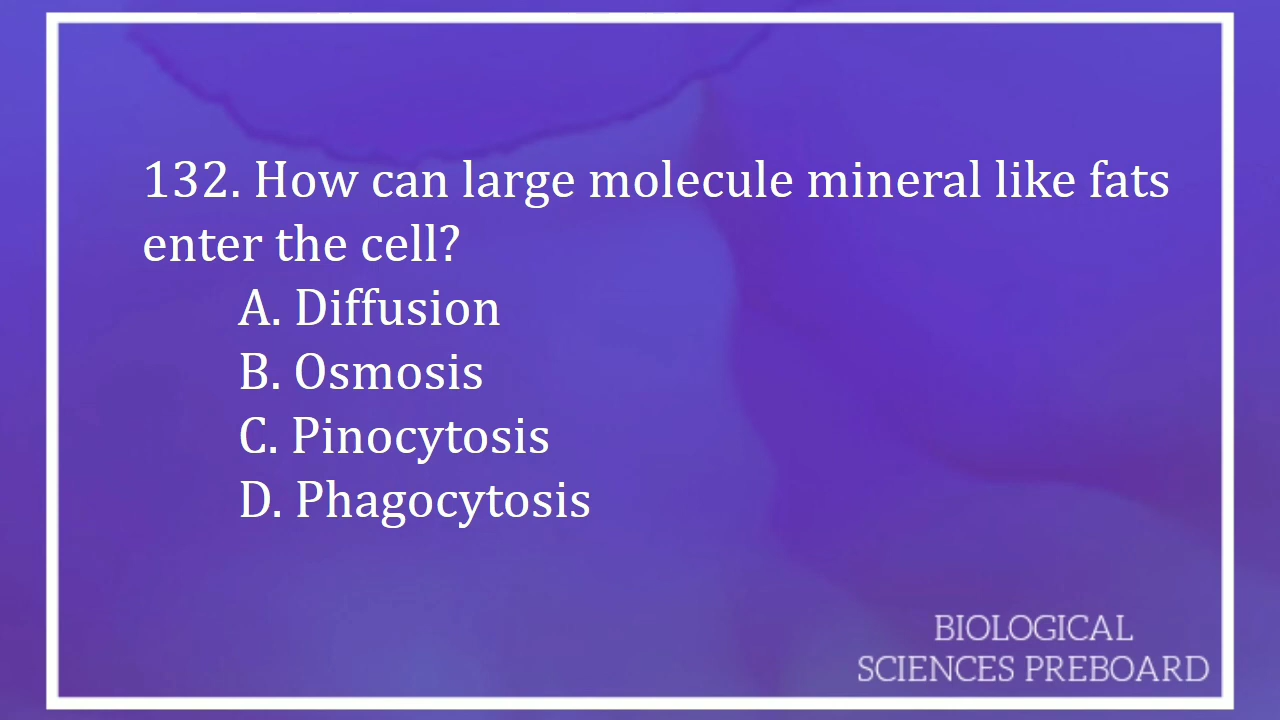 132. How can large molecule mineral like fats
enter the cell?
A. Diffusion
B. Osmosis
C. Pinocytosis
D. Phagocytosis
BIOLOGICAL
SCIENCES PREBOARD